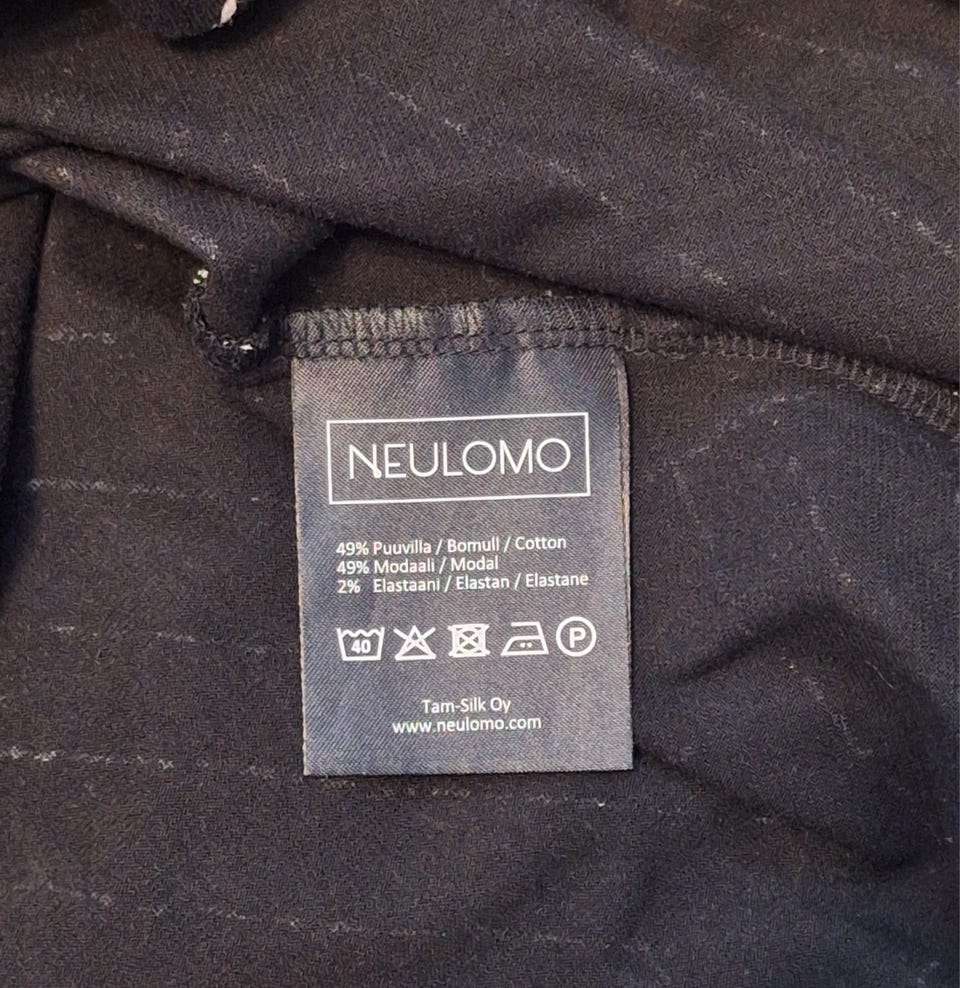 NEULOMO
49% Puuvilla / Bomull / Cotton
49% Modaali / Modal
2% Elastaani / Elastan / Elastane
40 P
Tam-Silk Oy
www.neulomo.com